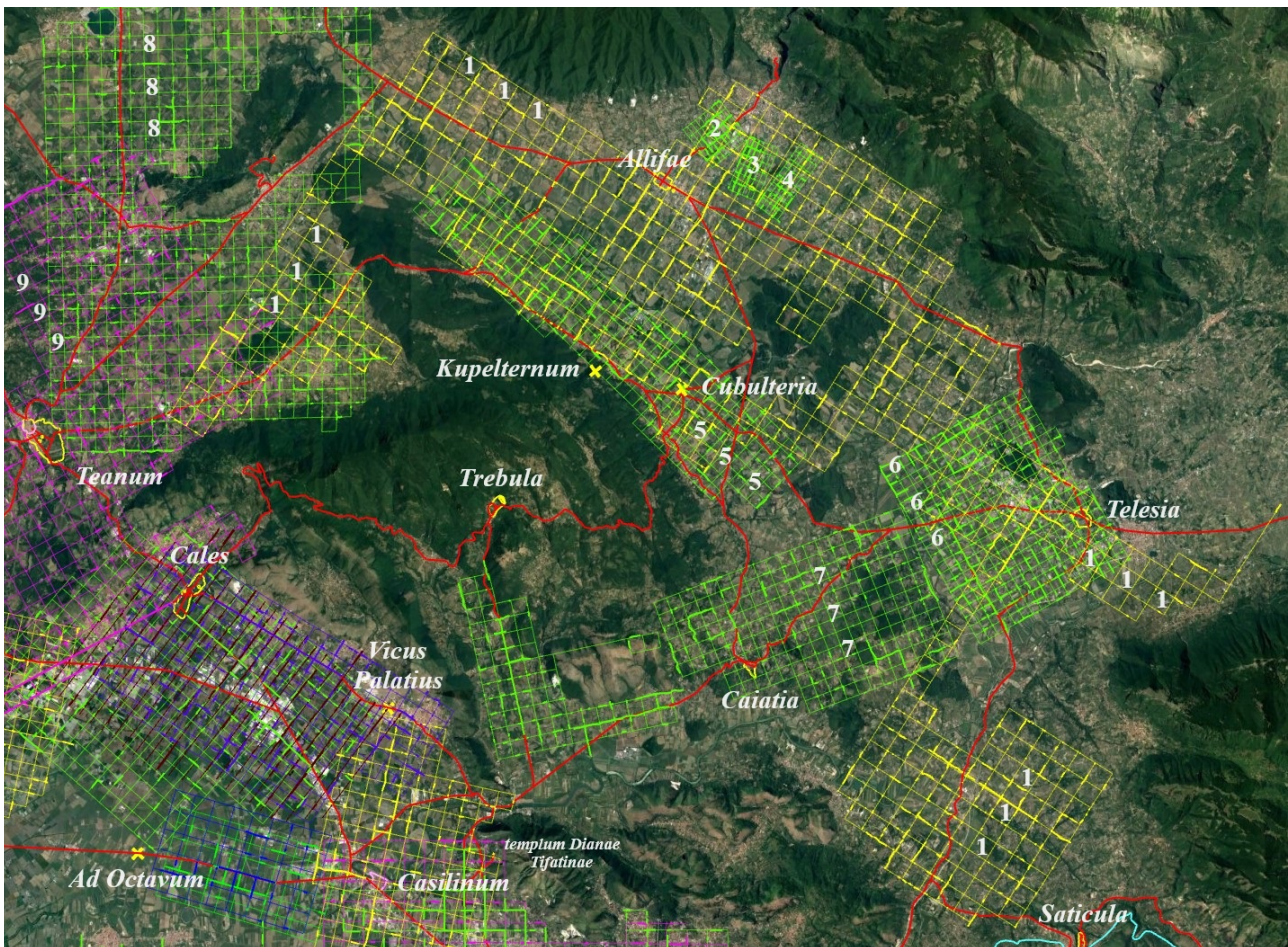 8
8
8
1
1
1
2
3
4
Allifae
1
1
1
9
9
9
Kupelternum
Cubulteria
5
5
5
6
6
6
Teanum
Trebula
Telesia
Cales
1
1
1
7
7
7
Vicus
Palatius
Caiatia
1
1
1
templum Dianae
Tifatinae
Ad Octavum
Casilinum
Saticula